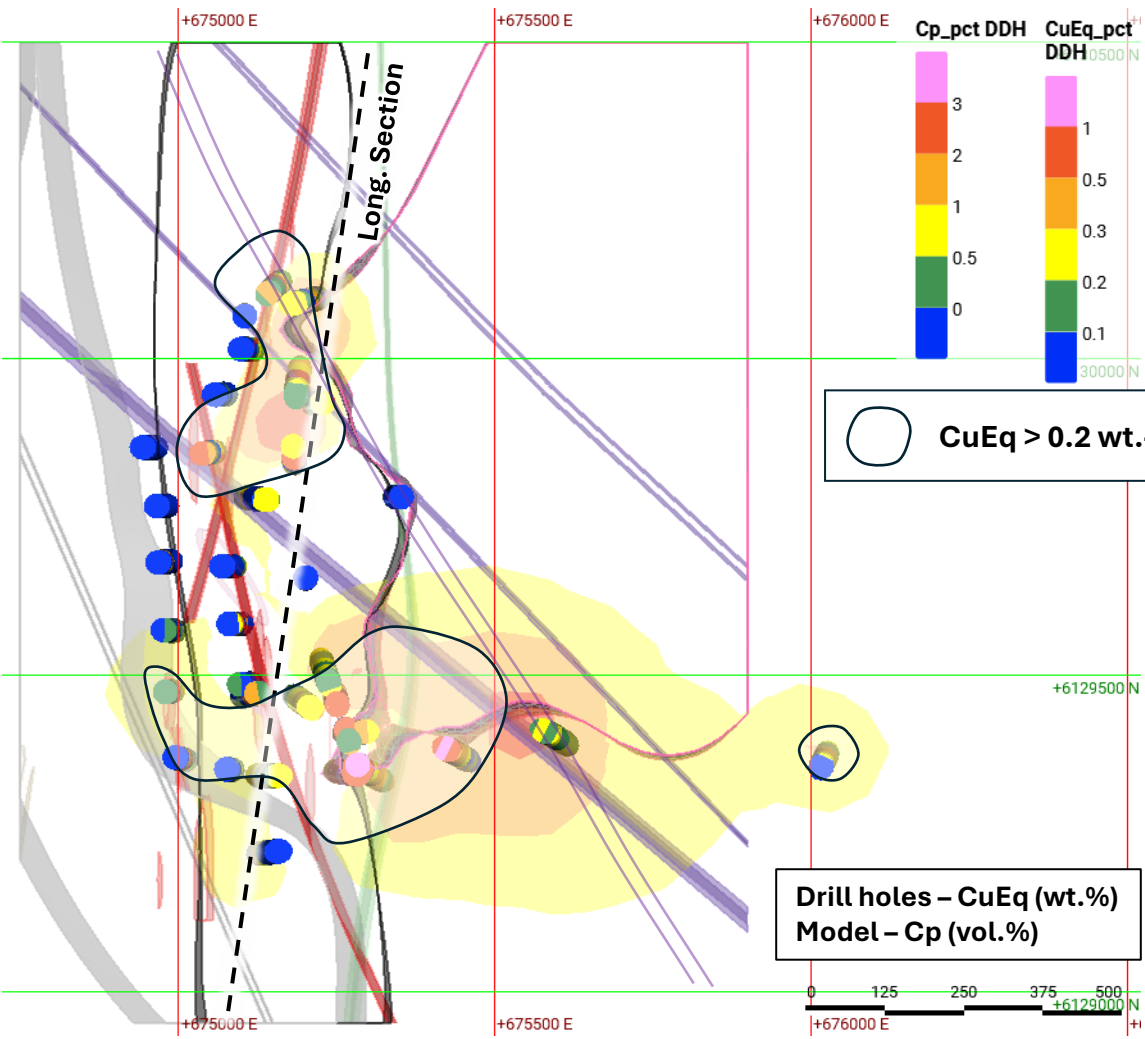 +675000 E
+675500 E
+676000 E
Cp_pct DDH
CuEq_pct
DDH
0500 N
3
2
1
0.5
0
1
0.5
0.3
0.2
0.1
Long. Section
30000 N
CuEq > 0.2 wt.
+6129500 N
Drill holes – CuEq (wt.%)
Model – Cp (vol.%)
0 125 250 375 500
+6129000 N
+675000 E
+675500 E
+676000 E